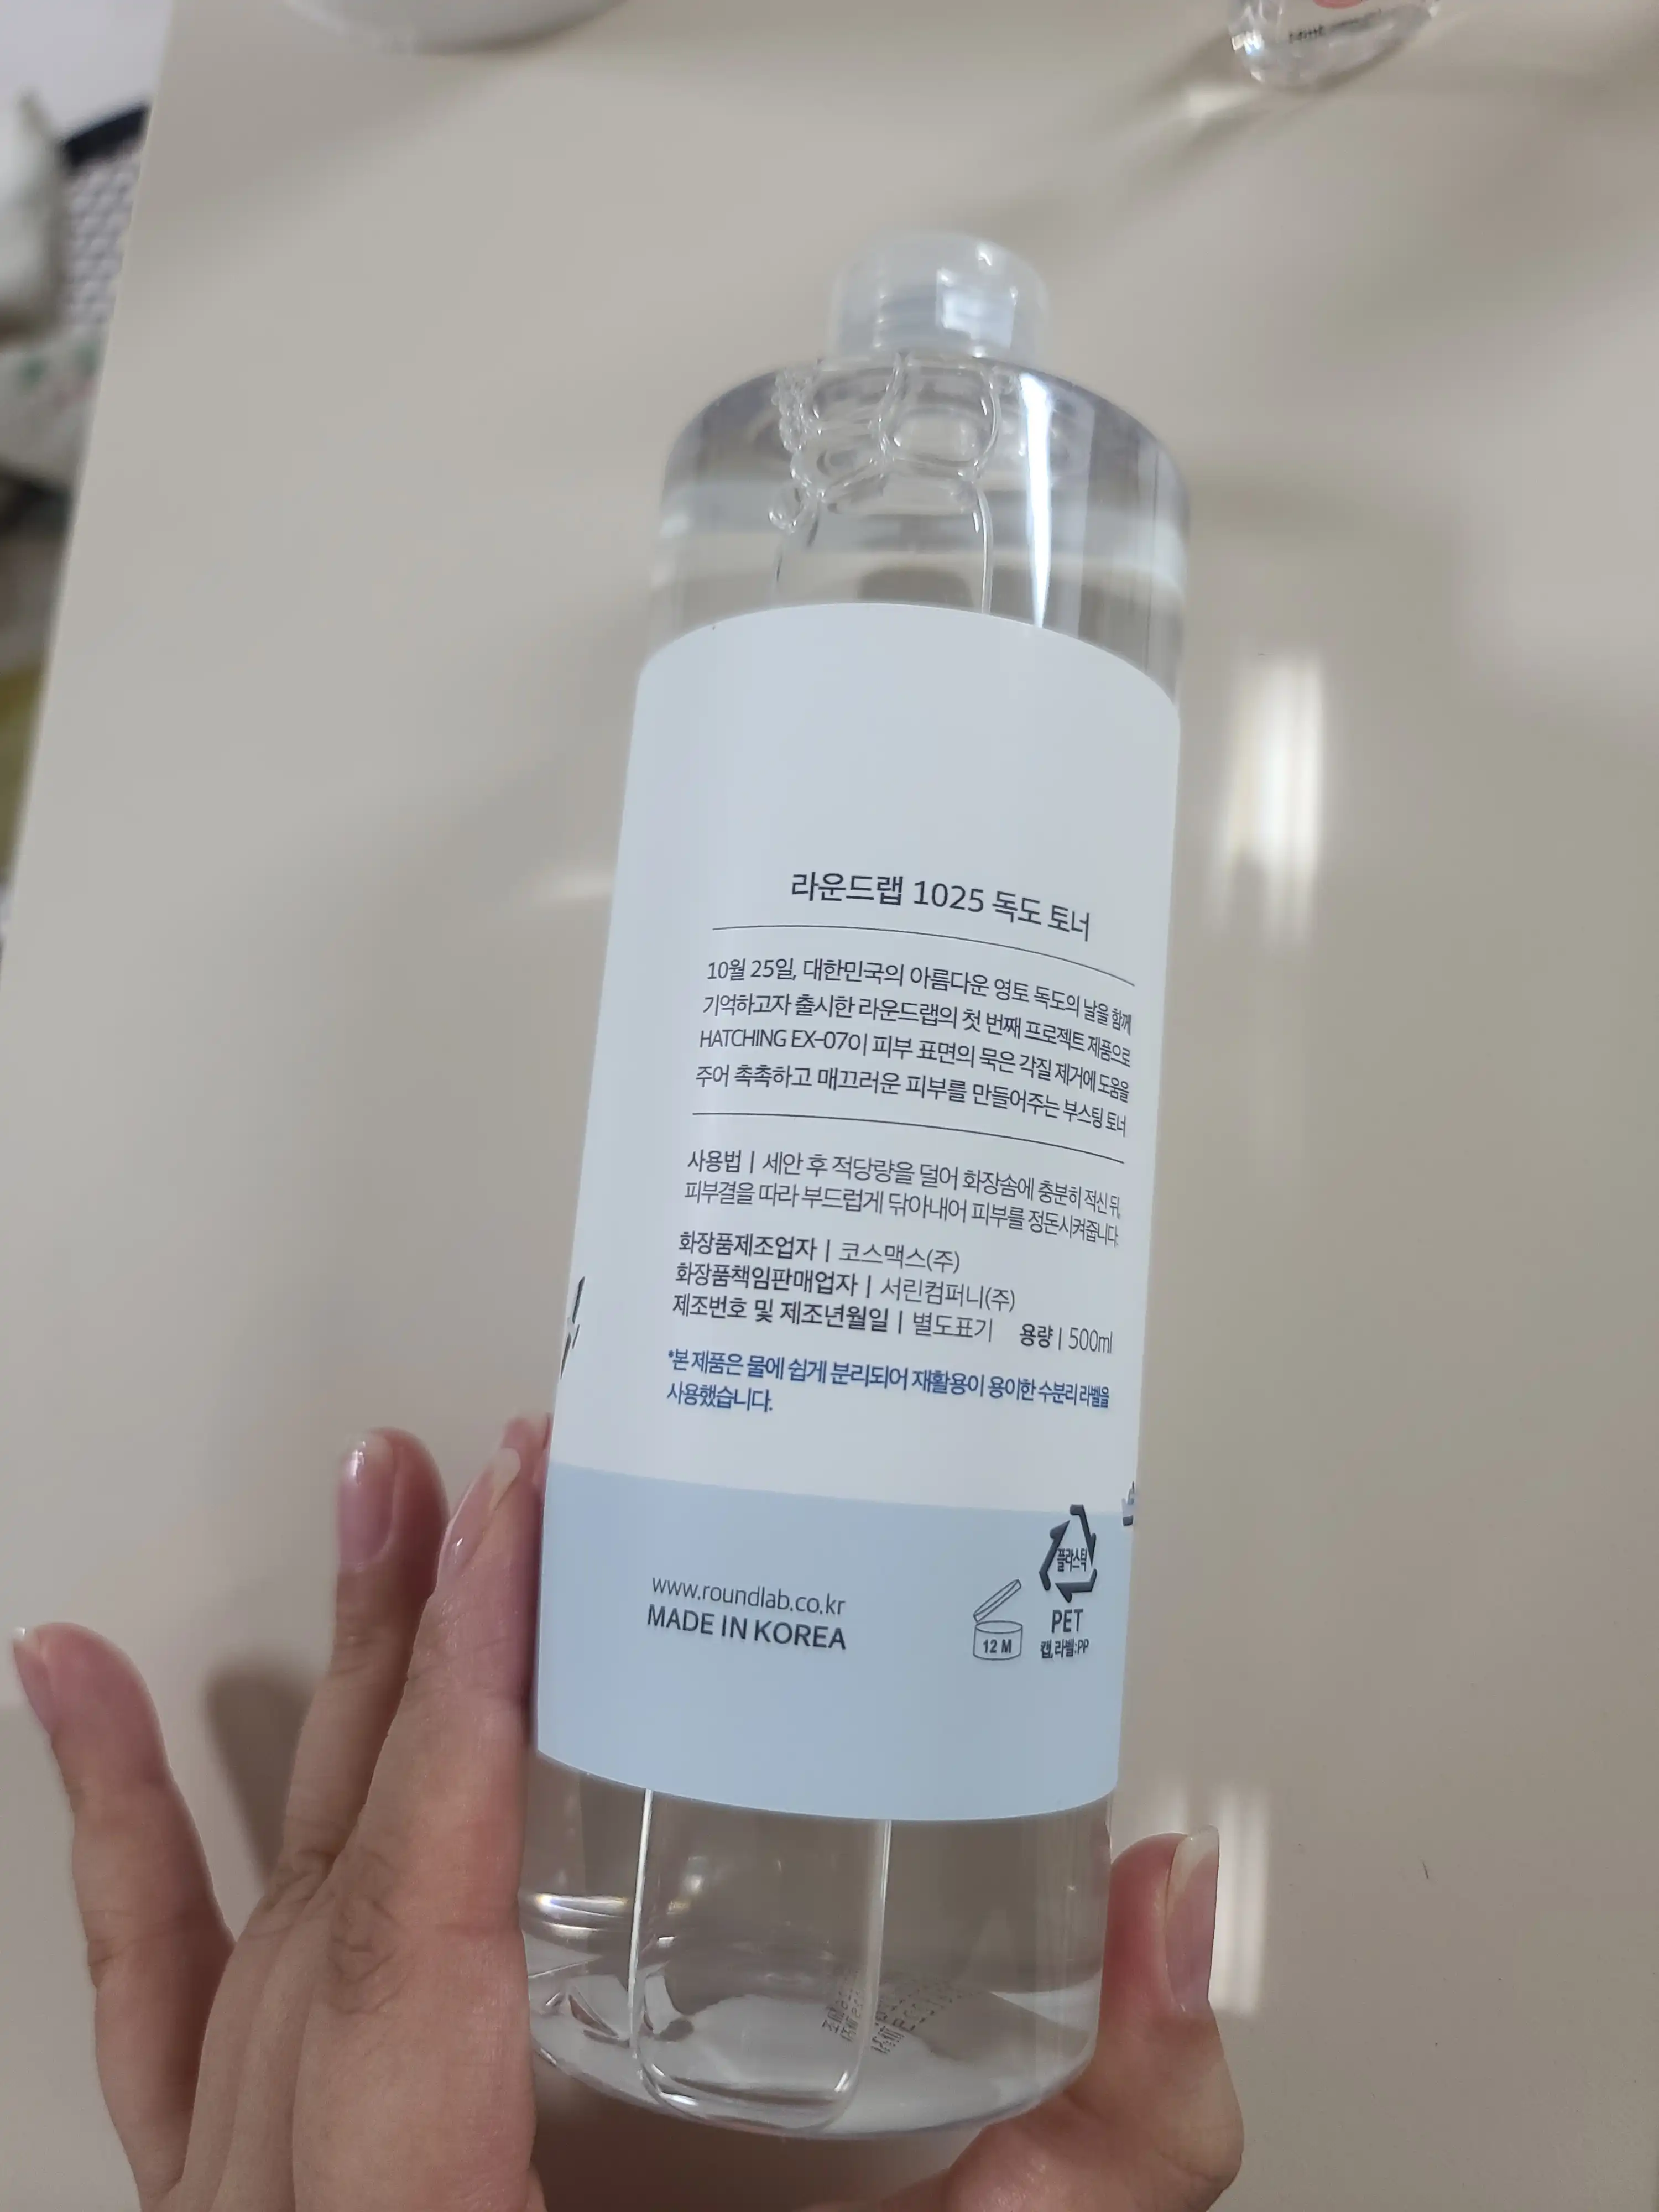 라운드랩 1025 독도 토너
10월 25일, 대한민국의 아름다운 영토 독도의 날을 함께
기억하고자 출시한 라운드랩의 첫 번째 프로젝트 제품으로
HATCHING EX-07이 피부 표면의 묵은 각질 제거에 도움을
주어 촉촉하고 매끄러운 피부를 만들어주는 부스팅 토너
사용법 | 세안 후 적당량을 덜어 화장솜에 충분히 적신 뒤,
피부결을 따라 부드럽게 닦아내어 피부를 정돈시켜줍니다.
화장품제조업자 | 코스맥스(주)
화장품책임판매업자 | 서린컴퍼니(주)
제조번호 및 제조년월일 | 별도표기 용량 | 500ml
*본 제품은 물에 쉽게 분리되어 재활용이 용이한 수분리 라벨을
사용했습니다.
플라스틱
www.roundlab.co.kr
MADE IN KOREA
12 M
PET
캡,라벨:PP